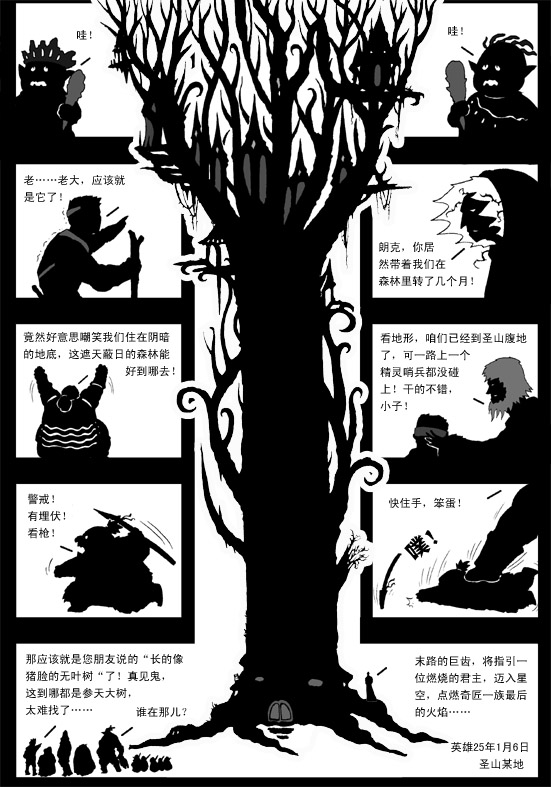 哇！
哇！
老……老大，应该就
是它了！
朗克，你居
然带着我们在
森林里转了几个月！
竟然好意思嘲笑我们住在阴暗
的地底，这遮天蔽日的森林能
好到哪去！
看地形，咱们已经到圣山腹地
了，可一路上一个
精灵哨兵都没碰
上！干的不错，
小子！
警戒！
有埋伏！
看枪！
快住手，笨蛋！
噗！
那应该就是您朋友说的“长的像
猪脸的无叶树“了！真见鬼，
这到哪都是参天大树，
太难找了……
谁在那儿？
末路的巨齿，将指引一
位燃烧的君主，迈入星
空，点燃奇匠一族最后
的火焰……
英雄25年1月6日
圣山某地